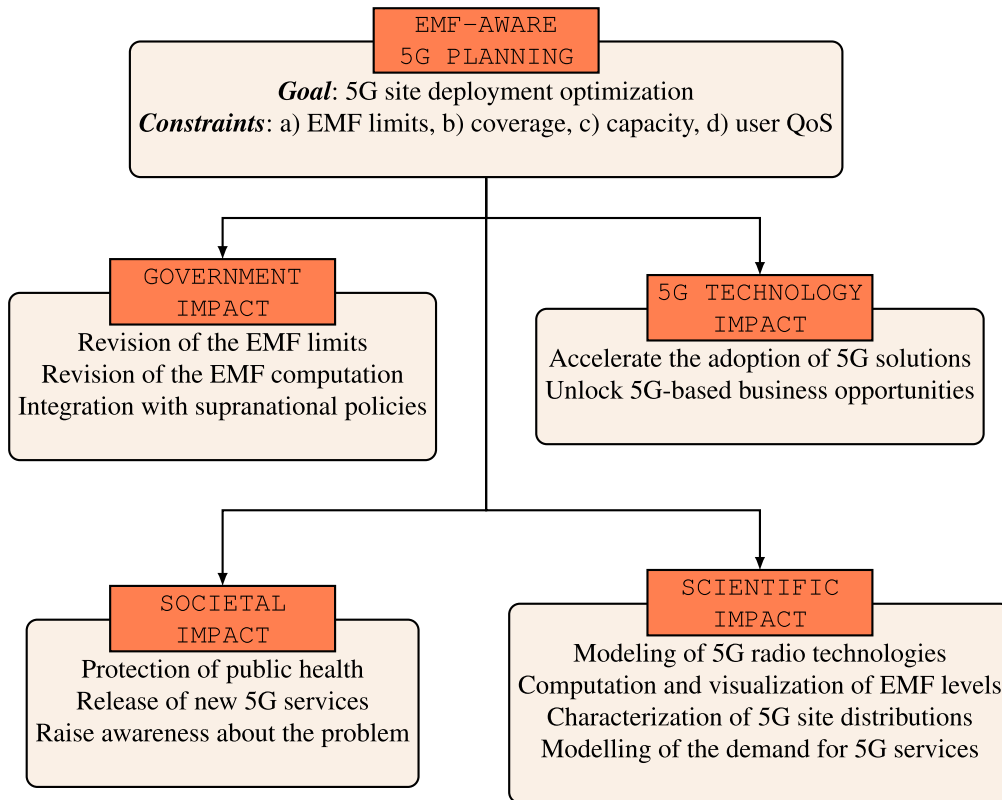 EMF-AWARE
5G PLANNING
Goal: 5G site deployment optimization
Constraints: a) EMF limits, b) coverage, c) capacity, d) user QoS
GOVERNMENT
IMPACT
Revision of the EMF limits
Revision of the EMF computation
Integration with supranational policies
5G TECHNOLOGY
IMPACT
Accelerate the adoption of 5G solutions
Unlock 5G-based business opportunities
SOCIETAL
IMPACT
Protection of public health
Release of new 5G services
Raise awareness about the problem
SCIENTIFIC
IMPACT
Modeling of 5G radio technologies
Computation and visualization of EMF levels
Characterization of 5G site distributions
Modelling of the demand for 5G services